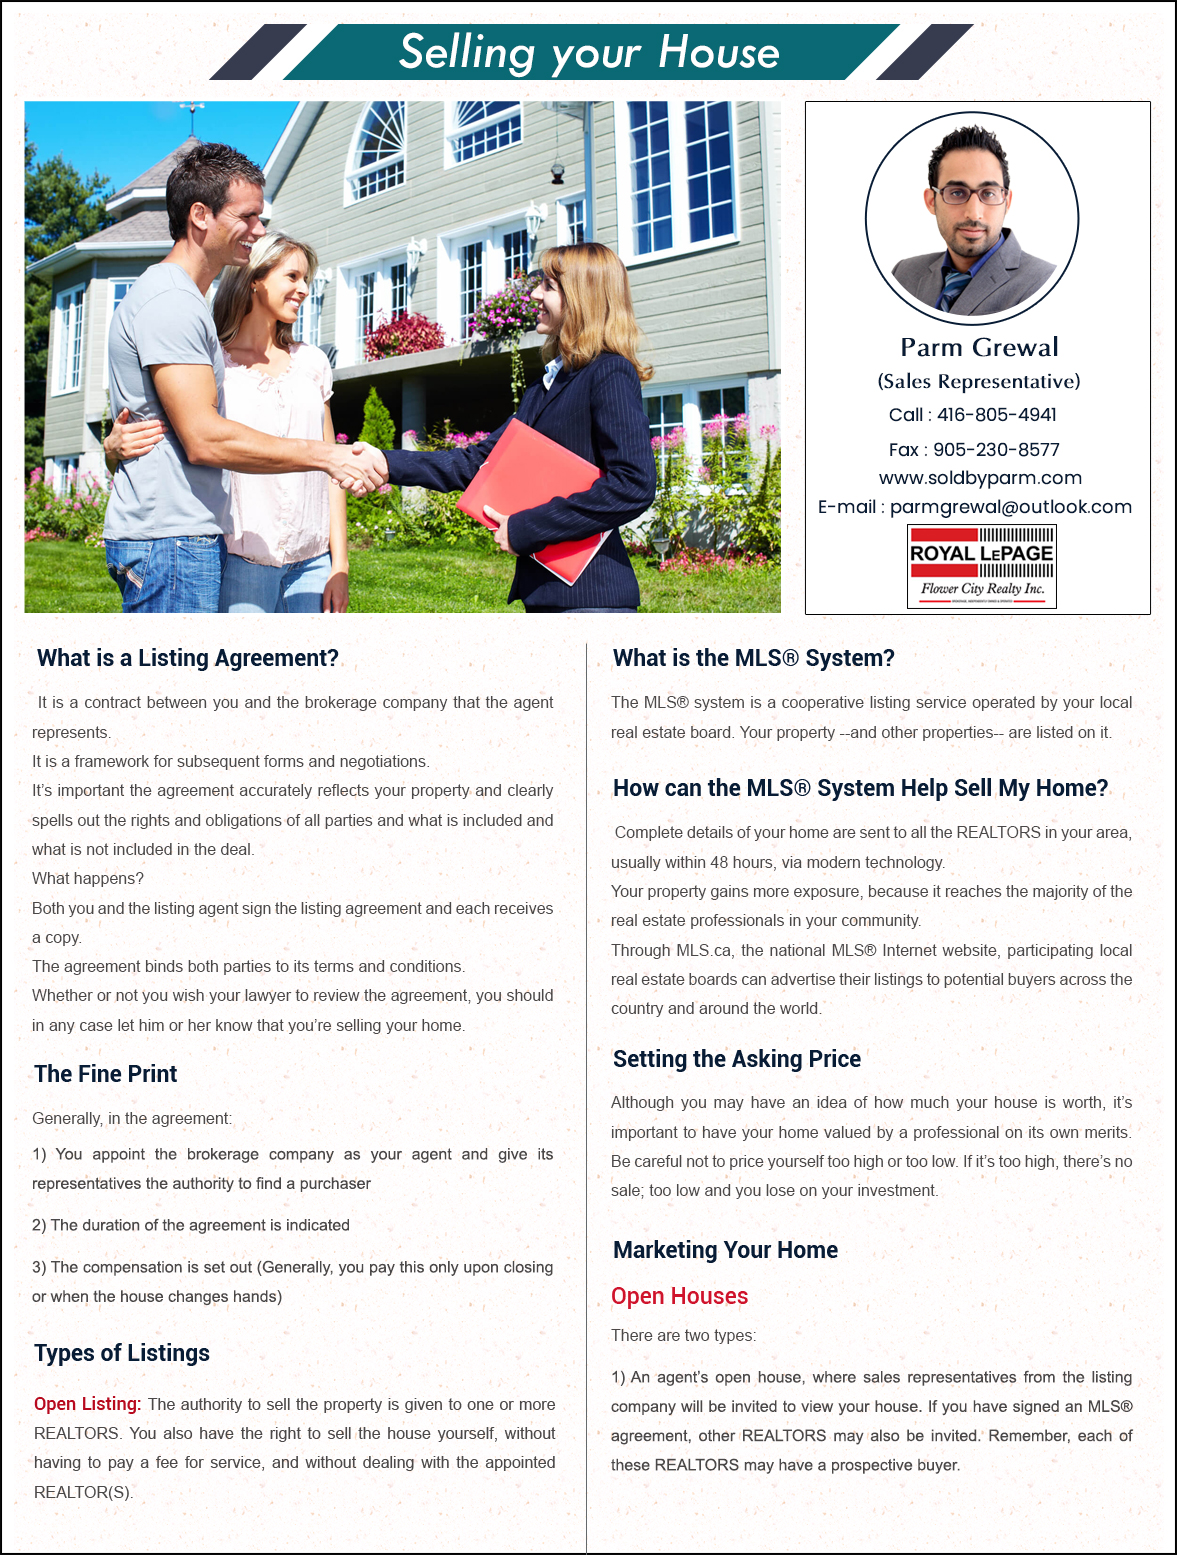 Selling your House
Parm Grewal
(Sales Representative)
Call : 416-805-4941
Fax : 905-230-8577
www.soldbyparm.com
E-mail : parmgrewal@outlook.com
ROYAL LEPAGE
Flower City Realty Inc.
What is a Listing Agreement?
It is a contract between you and the brokerage company that the agent
represents.
It is a framework for subsequent forms and negotiations.
It’s important the agreement accurately reflects your property and clearly
spells out the rights and obligations of all parties and what is included and
what is not included in the deal.
What happens?
Both you and the listing agent sign the listing agreement and each receives
a copy.
The agreement binds both parties to its terms and conditions.
Whether or not you wish your lawyer to review the agreement, you should
in any case let him or her know that you’re selling your home.
The Fine Print
Generally, in the agreement:
1) You appoint the brokerage company as your agent and give its
representatives the authority to find a purchaser
2) The duration of the agreement is indicated
3) The compensation is set out (Generally, you pay this only upon closing
or when the house changes hands)
Types of Listings
Open Listing: The authority to sell the property is given to one or more
REALTORS. You also have the right to sell the house yourself, without
having to pay a fee for service, and without dealing with the appointed
REALTOR(S).
What is the MLS® System?
The MLS® system is a cooperative listing service operated by your local
real estate board. Your property --and other properties-- are listed on it.
How can the MLS® System Help Sell My Home?
Complete details of your home are sent to all the REALTORS in your area,
usually within 48 hours, via modern technology.
Your property gains more exposure, because it reaches the majority of the
real estate professionals in your community.
Through MLS.ca, the national MLS® Internet website, participating local
real estate boards can advertise their listings to potential buyers across the
country and around the world.
Setting the Asking Price
Although you may have an idea of how much your house is worth, it’s
important to have your home valued by a professional on its own merits.
Be careful not to price yourself too high or too low. If it’s too high, there’s no
sale; too low and you lose on your investment.
Marketing Your Home
Open Houses
There are two types:
1) An agent’s open house, where sales representatives from the listing
company will be invited to view your house. If you have signed an MLS®
agreement, other REALTORS may also be invited. Remember, each of
these REALTORS may have a prospective buyer.